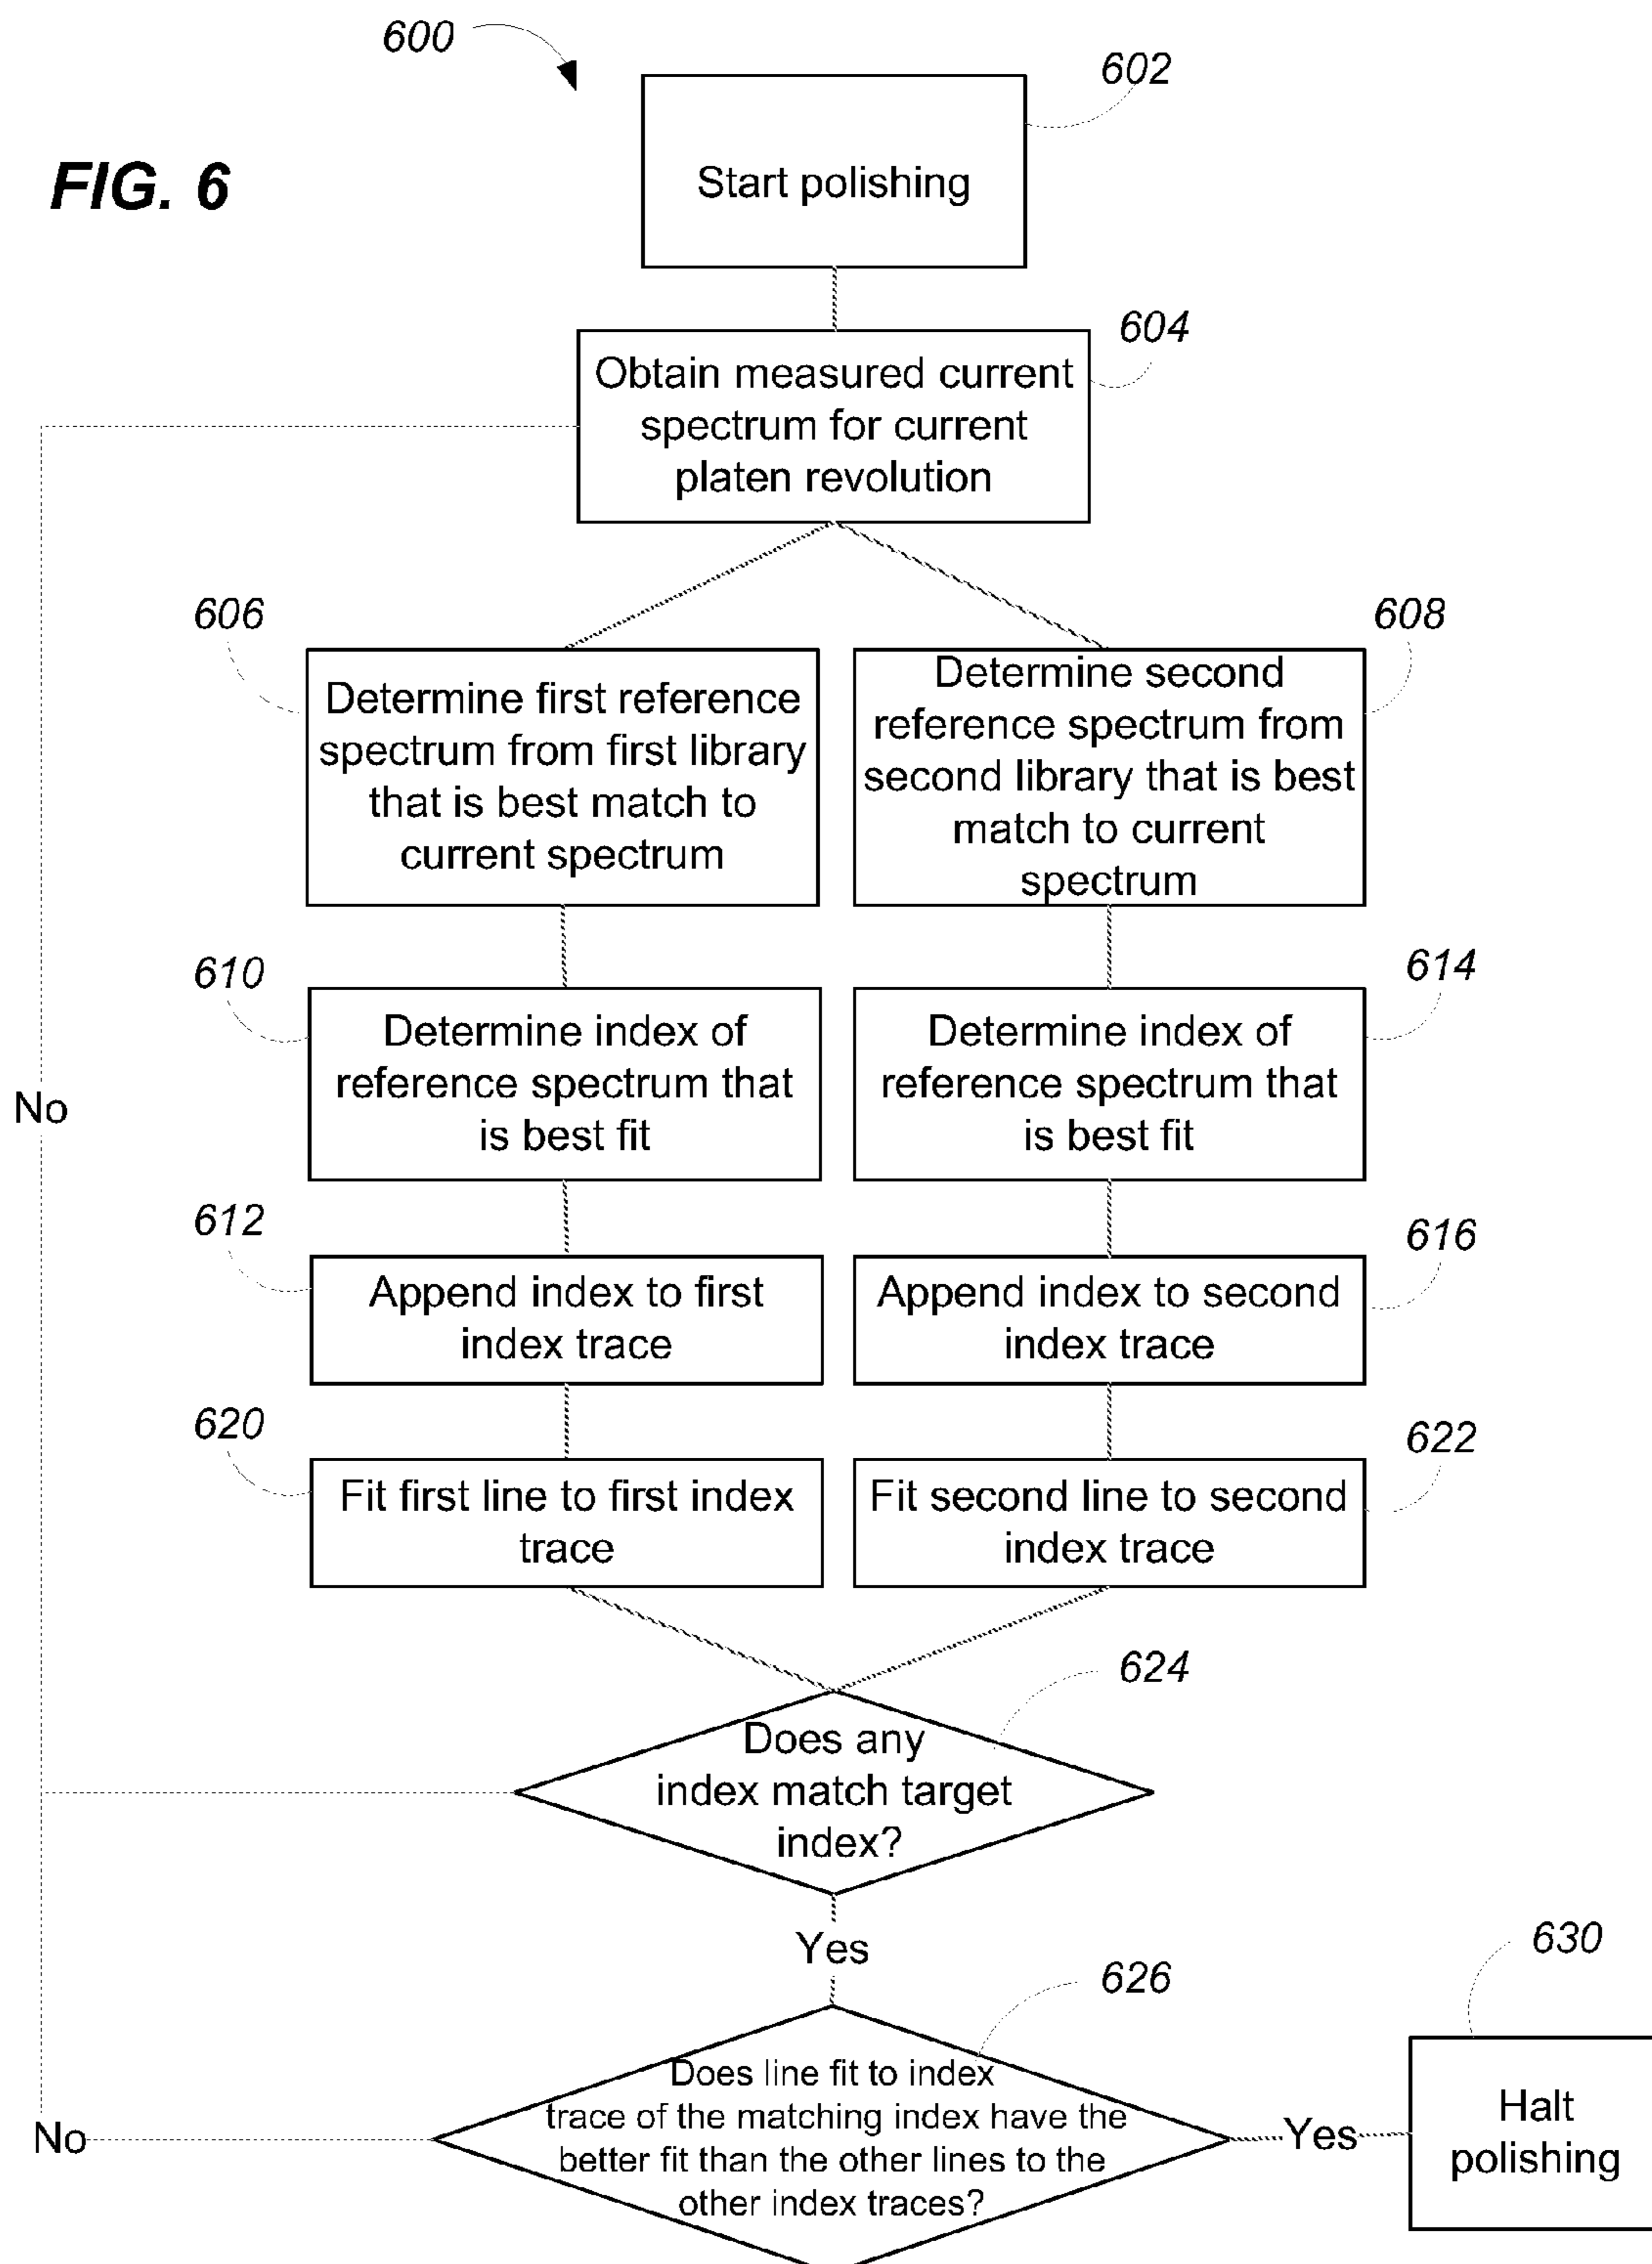 600
602
FIG. 6
Start polishing
604
Obtain measured current
spectrum for current
platen revolution
606
608
Determine first reference
spectrum from first library
that is best match to
current spectrum
Determine second
reference spectrum from
second library that is best
match to current
spectrum
610
614
Determine index of
reference spectrum that
is best fit
Determine index of
reference spectrum that
is best fit
No
612
616
Append index to first
index trace
Append index to second
index trace
620
622
Fit first line to first index
trace
Fit second line to second
index trace
624
Does any
index match target
index?
Yes
626
630
Does line fit to index
trace of the matching index have the
better fit than the other lines to the
other index traces?
No
Yes
Halt
polishing